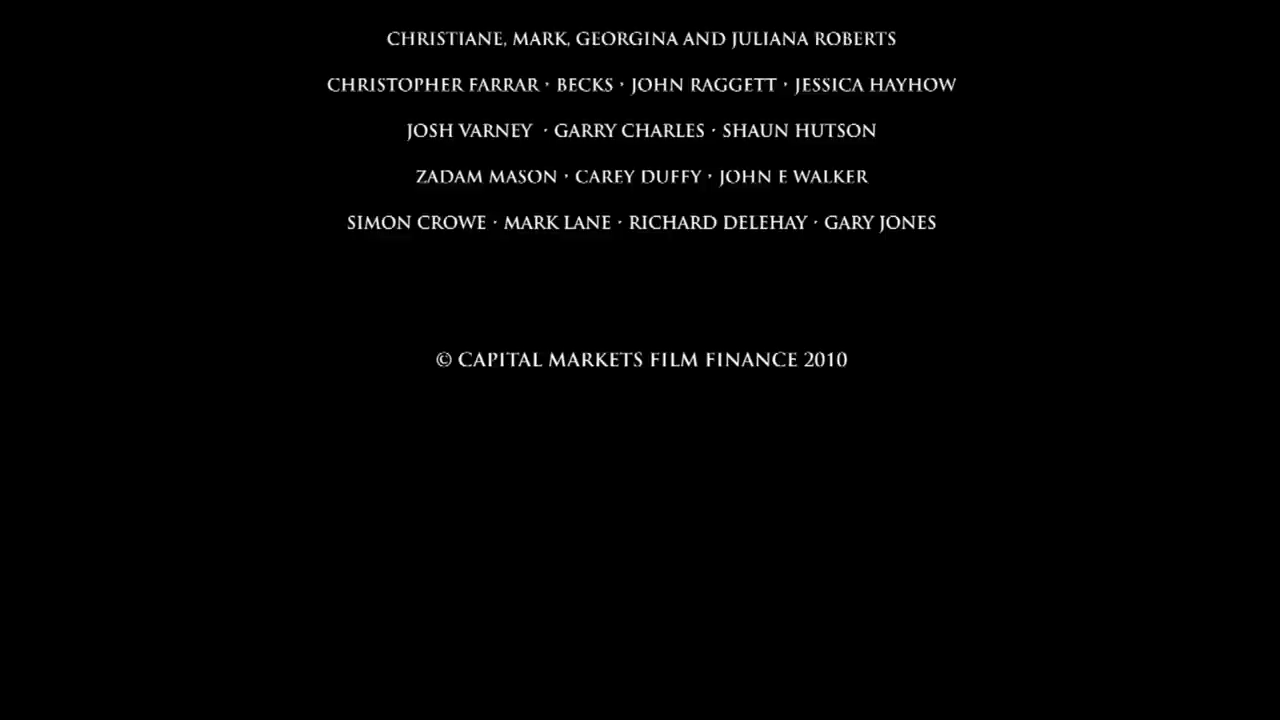 CHRISTIANE, MARK, GEORGINA AND JULIANA ROBERTS
CHRISTOPHER FARRAR · BECKS · JOHN RAGGETT · JESSICA HAYHOW
JOSH VARNEY · GARRY CHARLES · SHAUN HUTSON
ZADAM MASON · CAREY DUFFY · JOHN E WALKER
SIMON CROWE · MARK LANE · RICHARD DELEHAY · GARY JONES
© CAPITAL MARKETS FILM FINANCE 2010